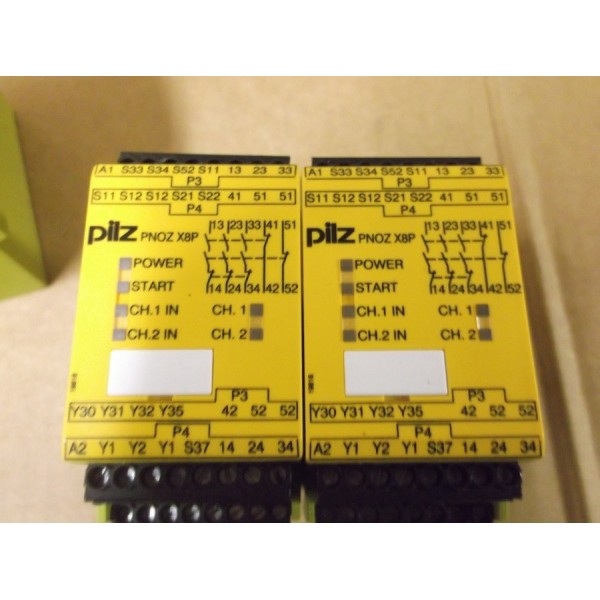 A1 S33 S34 S52 S11 13 23 33
P3
S11 S12 S12 S21 S22 41 51 51
P4
pilz PNOZ X8P
13 23 33 41 51
POWER
START
14 24 34 42 52
CH.1 IN CH. 1
CH.2 IN CH. 2
P3
Y30 Y31 Y32 Y35 42 52 52
P4
A2 Y1 Y2 Y1 S37 14 24 34
A1 S33 S34 S52 S11 13 23 33
P3
S11 S12 S12 S21 S22 41 51 51
P4
pilz PNOZ X8P
13 23 33 41 51
POWER
START
14 24 34 42 52
CH.1 IN CH. 1
CH.2 IN CH. 2
P3
Y30 Y31 Y32 Y35 42 52 52
P4
A2 Y1 Y2 Y1 S37 14 24 34